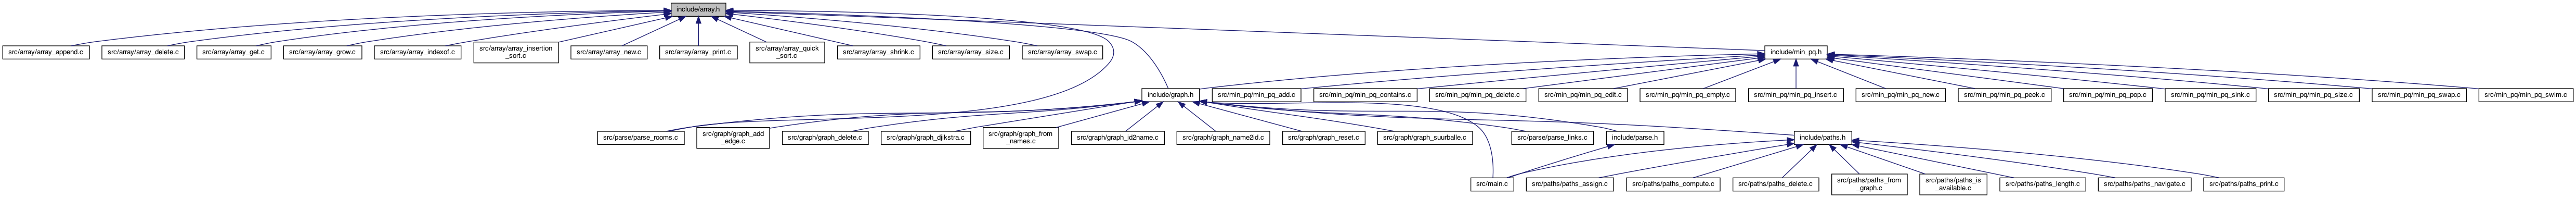 include/array.h
src/array/array_append.c
src/array/array_delete.c
src/array/array_get.c
src/array/array_grow.c
src/array/array_indexof.c
src/array/array_insertion
_sort.c
src/array/array_new.c
src/array/array_print.c
src/array/array_quick
_sort.c
src/array/array_shrink.c
src/array/array_size.c
src/array/array_swap.c
include/min_pq.h
include/graph.h
src/min_pq/min_pq_add.c
src/min_pq/min_pq_contains.c
src/min_pq/min_pq_delete.c
src/min_pq/min_pq_edit.c
src/min_pq/min_pq_empty.c
src/min_pq/min_pq_insert.c
src/min_pq/min_pq_new.c
src/min_pq/min_pq_peek.c
src/min_pq/min_pq_pop.c
src/min_pq/min_pq_sink.c
src/min_pq/min_pq_size.c
src/min_pq/min_pq_swap.c
src/min_pq/min_pq_swim.c
src/parse/parse_rooms.c
src/graph/graph_add
_edge.c
src/graph/graph_delete.c
src/graph/graph_djikstra.c
src/graph/graph_from
_names.c
src/graph/graph_id2name.c
src/graph/graph_name2id.c
src/graph/graph_reset.c
src/graph/graph_suurballe.c
src/parse/parse_links.c
include/parse.h
include/paths.h
src/main.c
src/paths/paths_assign.c
src/paths/paths_compute.c
src/paths/paths_delete.c
src/paths/paths_from
_graph.c
src/paths/paths_is
_available.c
src/paths/paths_length.c
src/paths/paths_navigate.c
src/paths/paths_print.c